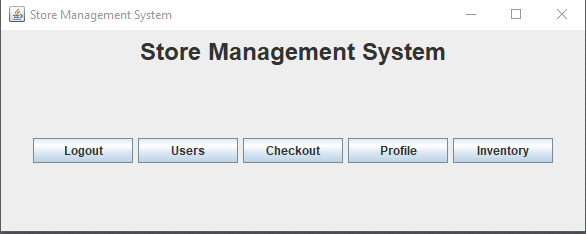 Store Management System
Store Management System
Logout Users Checkout Profile Inventory